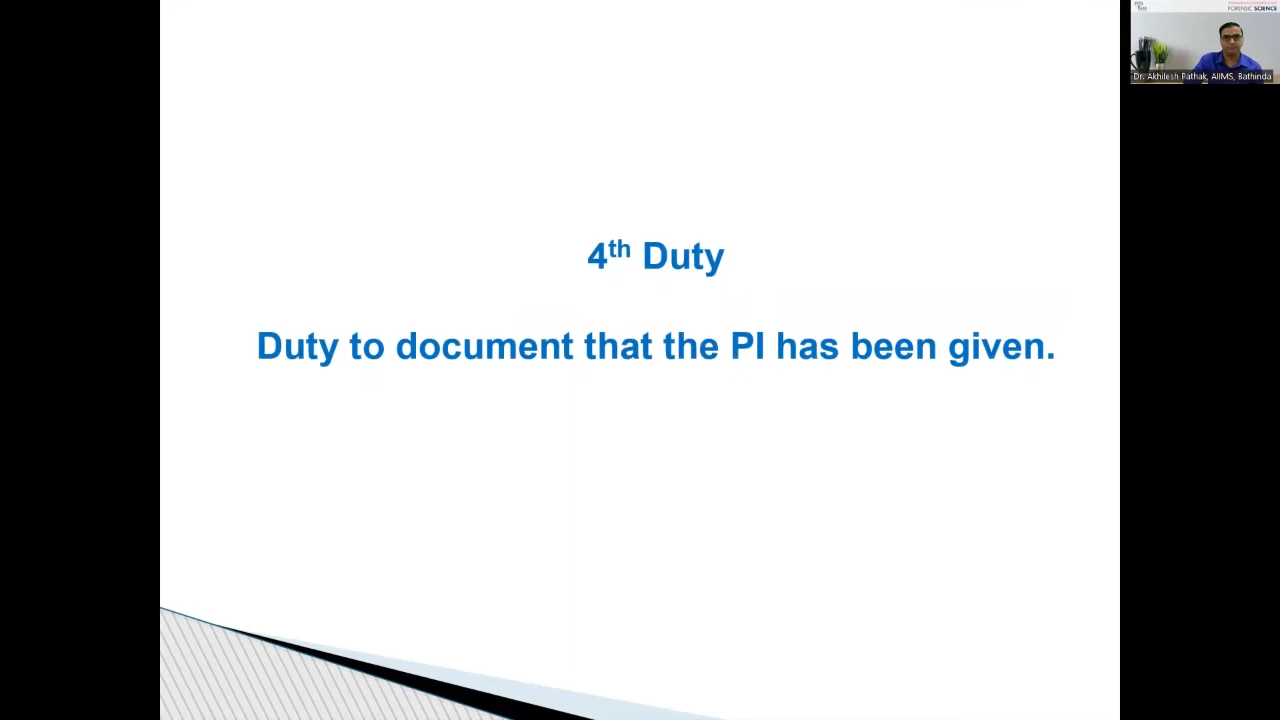 4th Duty
Duty to document that the PI has been given.
FORENSIC SCIENCE
Dr. Akhilesh Pathak, AIIMS, Bathinda